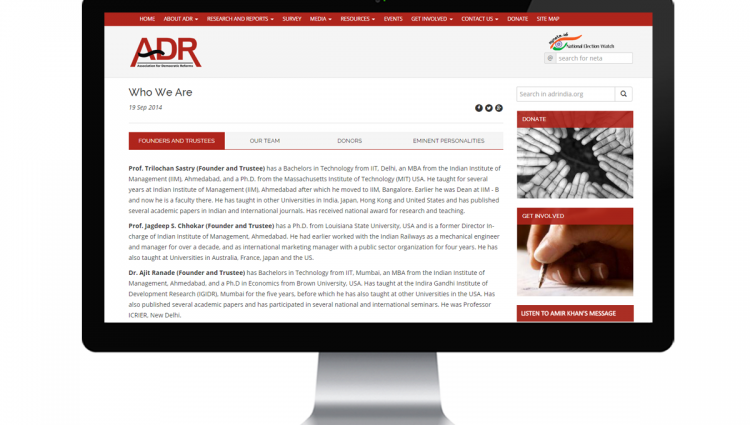 HOME ABOUT ADR RESEARCH AND REPORTS SURVEY MEDIA RESOURCES EVENTS GET INVOLVED CONTACT US DONATE SITE MAP
ADR
Association for Democratic Reforms
National Election Watch
search for neta
Who We Are
19 Sep 2014
Search in adrindia.org
FOUNDERS AND TRUSTEES OUR TEAM DONORS EMINENT PERSONALITIES
Prof. Trilochan Sastry (Founder and Trustee) has a Bachelors in Technology from IIT, Delhi, an MBA from the Indian Institute of
Management (IIM), Ahmedabad, and a Ph.D. from the Massachusetts Institute of Technology (MIT) USA. He taught for several
years at Indian Institute of Management (IIM), Ahmedabad after which he moved to IIM, Bangalore. Earlier he was Dean at IIM - B
and now he is a faculty there. He has taught in other Universities in India, Japan, Hong Kong and United States and has published
several academic papers in Indian and international journals. Has received national award for research and teaching.
Prof. Jagdeep S. Chhokar (Founder and Trustee) has a Ph.D. from Louisiana State University, USA and is a former Director In-
charge of Indian Institute of Management, Ahmedabad. He had earlier worked with the Indian Railways as a mechanical engineer
and manager for over a decade, and as international marketing manager with a public sector organization for four years. He has
also taught at Universities in Australia, France, Japan and the US.
Dr. Ajit Ranade (Founder and Trustee) has Bachelors in Technology from IIT, Mumbai, an MBA from the Indian Institute of
Management, Ahmedabad, and a Ph.D in Economics from Brown University, USA. Has taught at the Indira Gandhi Institute of
Development Research (IGIDR), Mumbai for the five years, before which he has also taught at other Universities in the USA. Has
also published several academic papers and has participated in several national and international seminars. He was Professor
ICRIER, New Delhi.
DONATE
GET INVOLVED
LISTEN TO AMIR KHAN'S MESSAGE